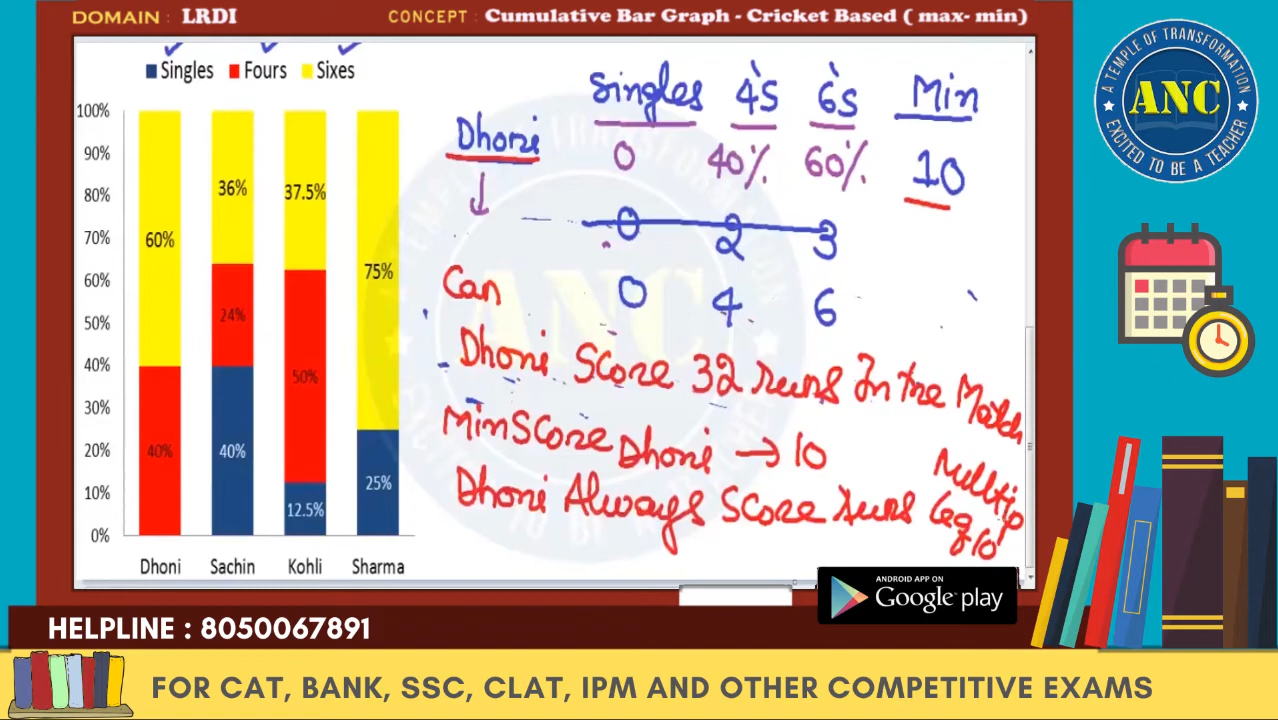 DOMAIN : LRDI CONCEPT : Cumulative Bar Graph - Cricket Based ( max- min)
A TEMPLE OF TRANSFORMATION
ANC
EXCITED TO BE A TEACHER
Singles Fours Sixes
100%
90%
80%
70%
60%
50%
40%
30%
20%
10%
0%
60%
40%
36%
24%
40%
37.5%
50%
12.5%
75%
25%
Dhoni Sachin Kohli Sharma
Singles 4's 6's Min
Dhoni 0 40% 60% 10
0 2 3
0 4 6
Can
Dhoni Score 32 runs In the Match
Min Score Dhoni → 10
Dhoni Always Score runs
ANDROID APP ON
Google play
HELPLINE : 8050067891
FOR CAT, BANK, SSC, CLAT, IPM AND OTHER COMPETITIVE EXAMS